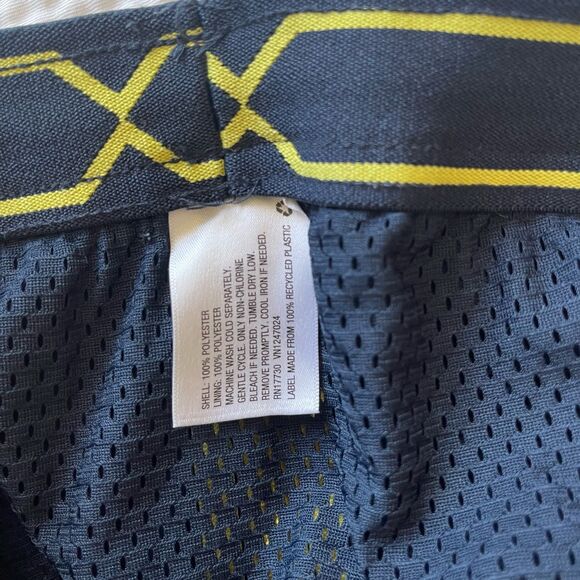 SHELL: 100% POLYESTER
LINING: 100% POLYESTER
MACHINE WASH COLD SEPARATELY.
GENTLE CYCLE. ONLY NON-CHLORINE
BLEACH IF NEEDED. TUMBLE DRY LOW.
REMOVE PROMPTLY. COOL IRON IF NEEDED.
RN17730 VN1247024
LABEL MADE FROM 100% RECYCLED PLASTIC